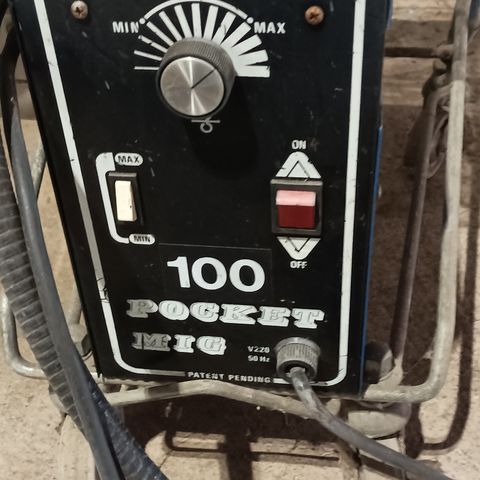 MIN MAX
ON
MAX
MIN
OFF
100
POCKET
MIG
V220
50 Hz
PATENT PENDING